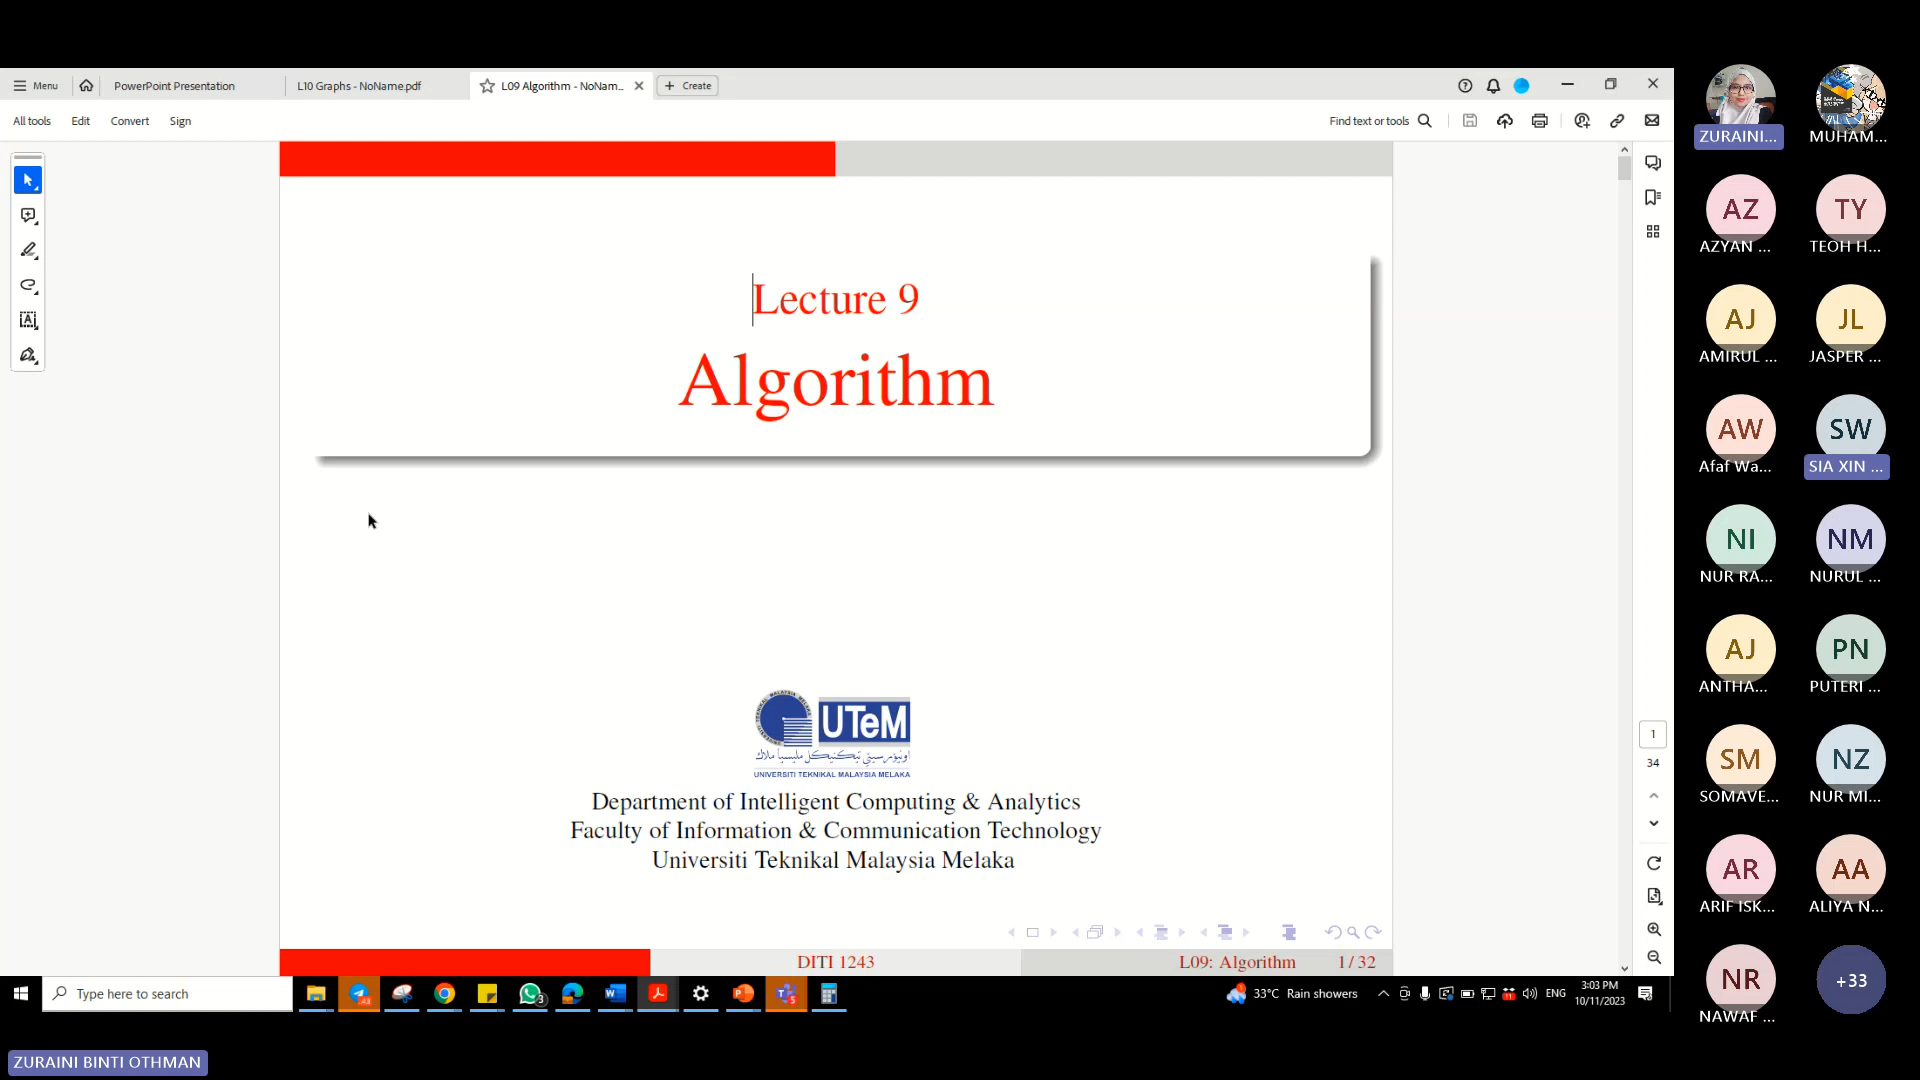 Menu
PowerPoint Presentation
L10 Graphs - NoName.pdf
L09 Algorithm - NoNam...
Create
All tools
Edit
Convert
Sign
Find text or tools
Lecture 9
Algorithm
UTeM
اونيۏرسيتي تيكنيكل مليسيا ملاك
UNIVERSITI TEKNIKAL MALAYSIA MELAKA
Department of Intelligent Computing & Analytics
Faculty of Information & Communication Technology
Universiti Teknikal Malaysia Melaka
DITI 1243
L09: Algorithm
1 / 32
1
34
Type here to search
33°C Rain showers
ENG
3:03 PM
10/11/2023
ZURAINI...
MUHAM...
AZ
AZYAN ...
TY
TEOH H...
AJ
AMIRUL ...
JL
JASPER ...
AW
Afaf Wa...
SW
SIA XIN ...
NI
NUR RA...
NM
NURUL ...
AJ
ANTHA...
PN
PUTERI ...
SM
SOMAVE...
NZ
NUR MI...
AR
ARIF ISK...
AA
ALIYA N...
NR
NAWAF ...
+33
ZURAINI BINTI OTHMAN